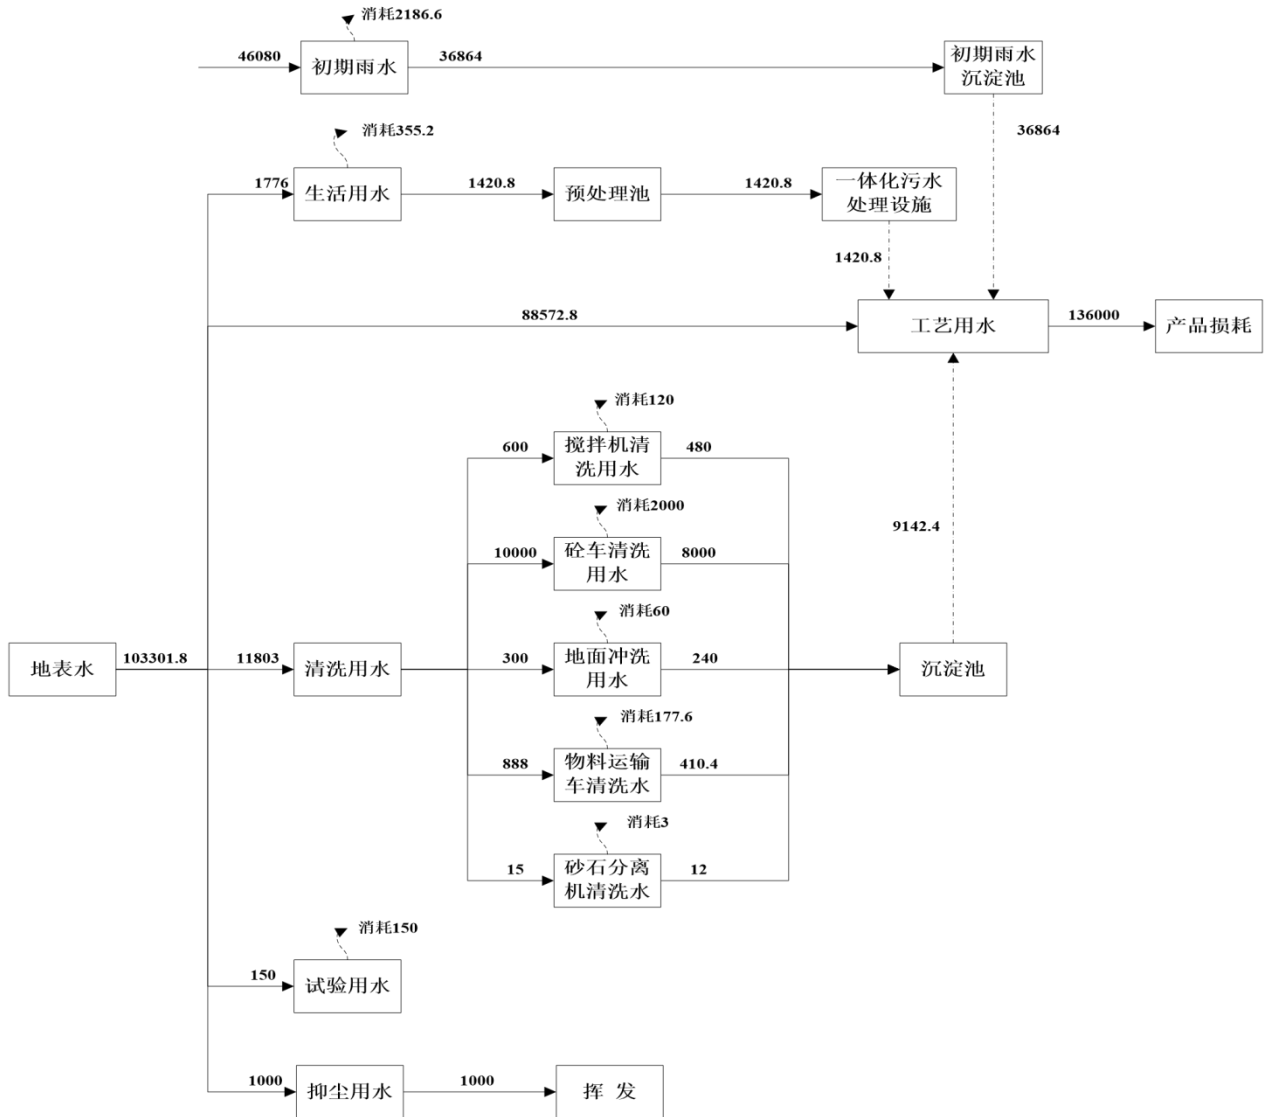 消耗2186.6
46080
初期雨水
36864
初期雨水
沉淀池
36864
消耗355.2
1776
生活用水
1420.8
预处理池
1420.8
一体化污水
处理设施
1420.8
88572.8
工艺用水
136000
产品损耗
消耗120
600
搅拌机清
洗用水
480
消耗2000
10000
砼车清洗
用水
8000
9142.4
消耗60
地表水
103301.8
11803
清洗用水
300
地面冲洗
用水
240
沉淀池
消耗177.6
888
物料运输
车清洗水
410.4
消耗3
15
砂石分离
机清洗水
12
消耗150
150
试验用水
1000
抑尘用水
1000
挥 发